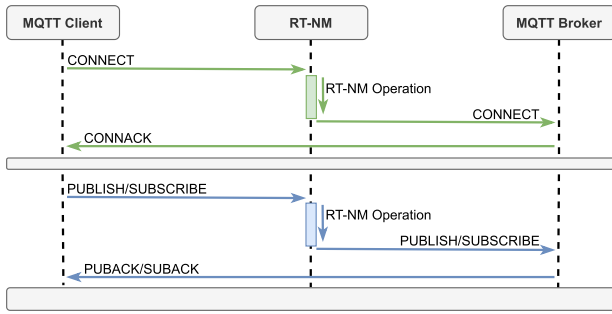 MQTT Client
RT-NM
MQTT Broker
CONNECT
RT-NM Operation
CONNECT
CONNACK
PUBLISH/SUBSCRIBE
RT-NM Operation
PUBLISH/SUBSCRIBE
PUBACK/SUBACK